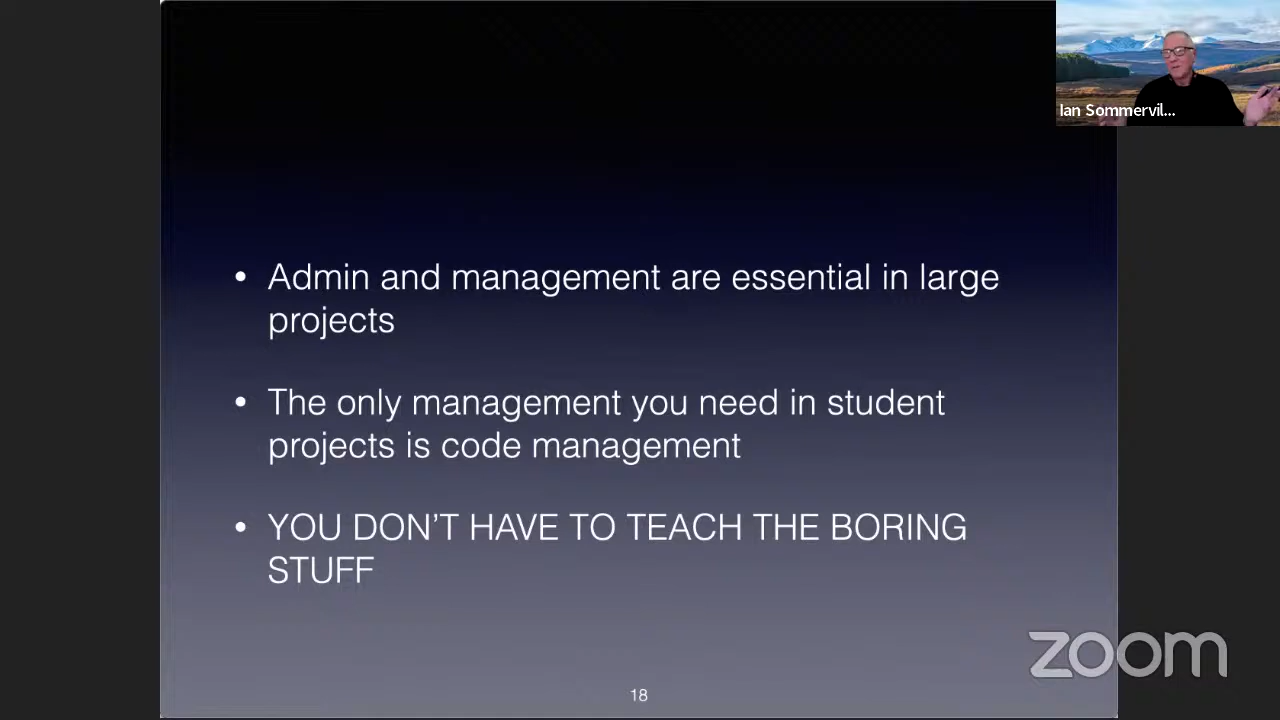 Ian Sommervil...
• Admin and management are essential in large
projects
• The only management you need in student
projects is code management
• YOU DON'T HAVE TO TEACH THE BORING
STUFF
zoom
18